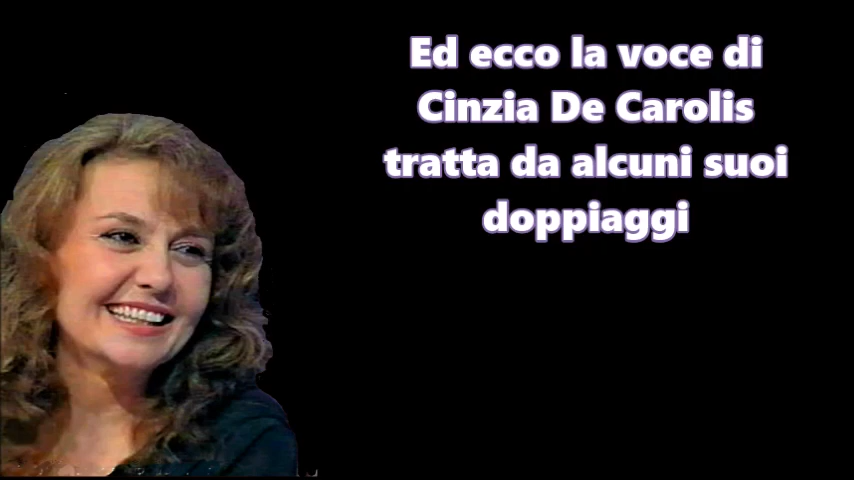 Ed ecco la voce di
Cinzia De Carolis
tratta da alcuni suoi
doppiaggi